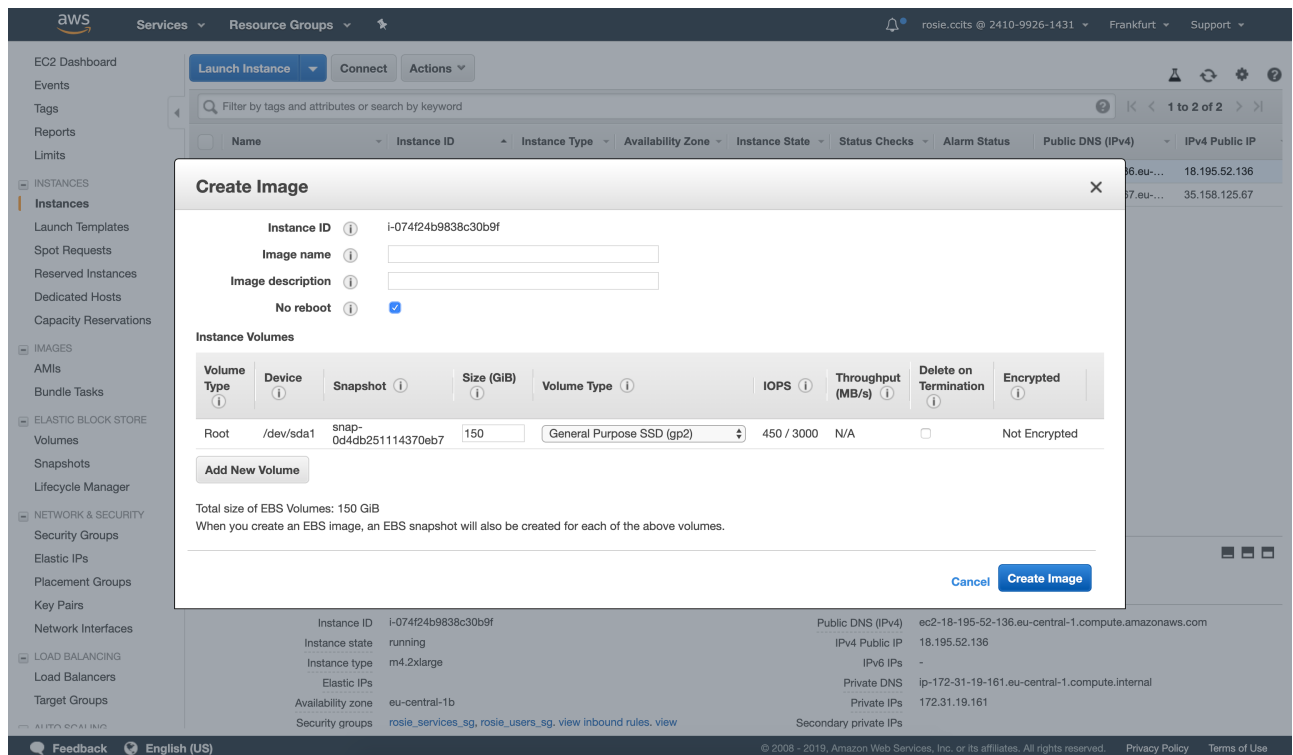 aws
Services
Resource Groups
rosie.ccits @ 2410-9926-1431
Frankfurt
Support
EC2 Dashboard
Events
Tags
Reports
Limits
INSTANCES
Instances
Launch Templates
Spot Requests
Reserved Instances
Dedicated Hosts
Capacity Reservations
IMAGES
AMIs
Bundle Tasks
ELASTIC BLOCK STORE
Volumes
Snapshots
Lifecycle Manager
NETWORK & SECURITY
Security Groups
Elastic IPs
Placement Groups
Key Pairs
Network Interfaces
LOAD BALANCING
Load Balancers
Target Groups
AUTO SCALING
Launch Instance
Connect
Actions
Filter by tags and attributes or search by keyword
1 to 2 of 2
Name Instance ID Instance Type Availability Zone Instance State Status Checks Alarm Status Public DNS (IPv4) IPv4 Public IP
36.eu-... 18.195.52.136
67.eu-... 35.158.125.67
Create Image
Instance ID i-074f24b9838c30b9f
Image name
Image description
No reboot
Instance Volumes
Volume Type Device Snapshot Size (GiB) Volume Type IOPS Throughput (MB/s) Delete on Termination Encrypted
Root /dev/sda1 snap-0d4db251114370eb7 150 General Purpose SSD (gp2) 450 / 3000 N/A Not Encrypted
Add New Volume
Total size of EBS Volumes: 150 GiB
When you create an EBS image, an EBS snapshot will also be created for each of the above volumes.
Cancel Create Image
Instance ID i-074f24b9838c30b9f
Instance state running
Instance type m4.2xlarge
Elastic IPs
Availability zone eu-central-1b
Security groups rosie_services_sg, rosie_users_sg. view inbound rules. view
Public DNS (IPv4) ec2-18-195-52-136.eu-central-1.compute.amazonaws.com
IPv4 Public IP 18.195.52.136
IPv6 IPs -
Private DNS ip-172-31-19-161.eu-central-1.compute.internal
Private IPs 172.31.19.161
Secondary private IPs
Feedback
English (US)
© 2008 - 2019, Amazon Web Services, Inc. or its affiliates. All rights reserved.
Privacy Policy
Terms of Use